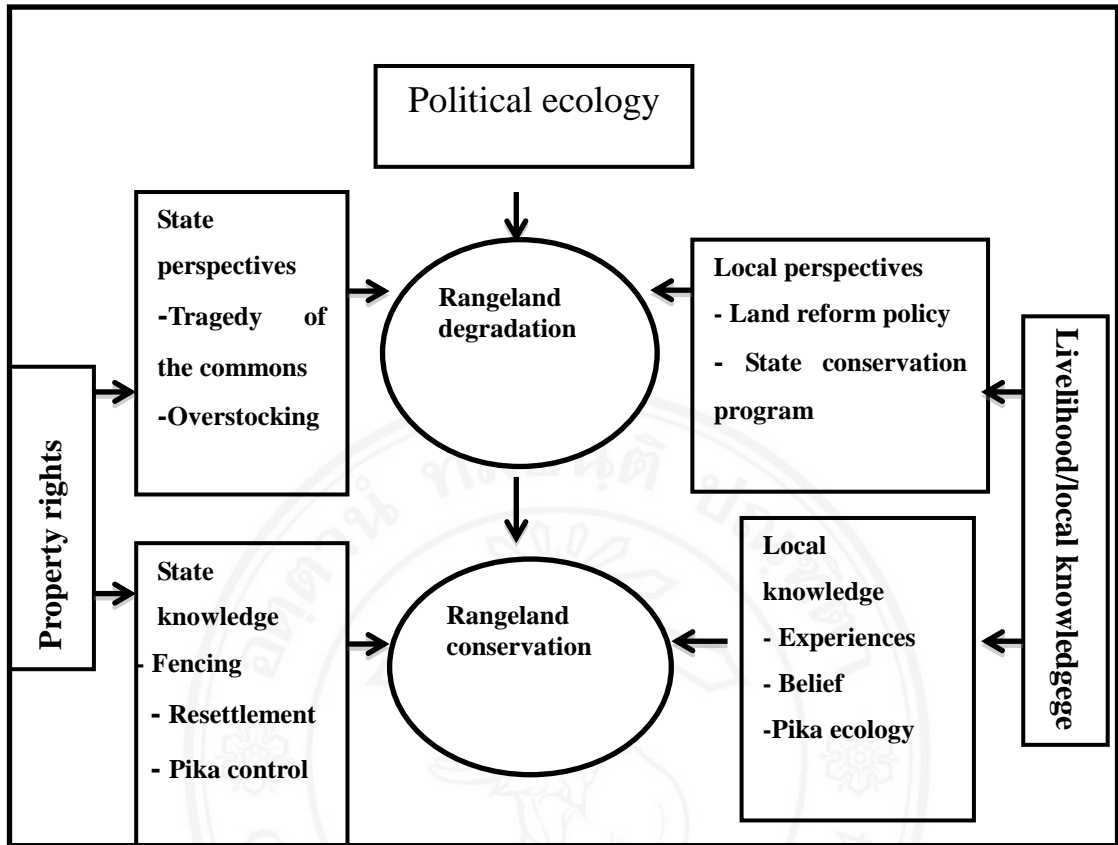 Political ecology
State
perspectives
-Tragedy of
the commons
-Overstocking
Rangeland
degradation
Local perspectives
- Land reform policy
- State conservation
program
Property rights
Livelihood/local knowledgege
State
knowledge
- Fencing
- Resettlement
- Pika control
Rangeland
conservation
Local
knowledge
- Experiences
- Belief
-Pika ecology